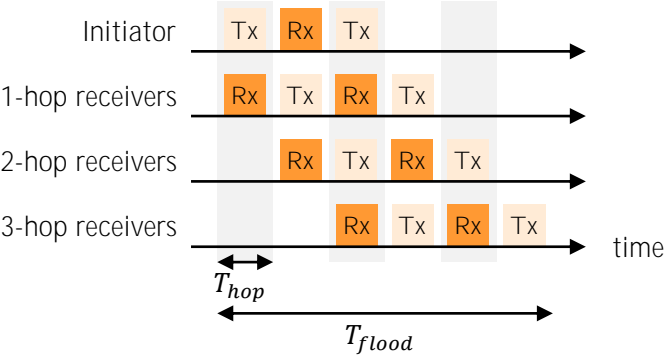 Initiator Tx Rx Tx
1-hop receivers Rx Tx Rx Tx
2-hop receivers Rx Tx Rx Tx
3-hop receivers Rx Tx Rx Tx
time
T_hop
T_flood